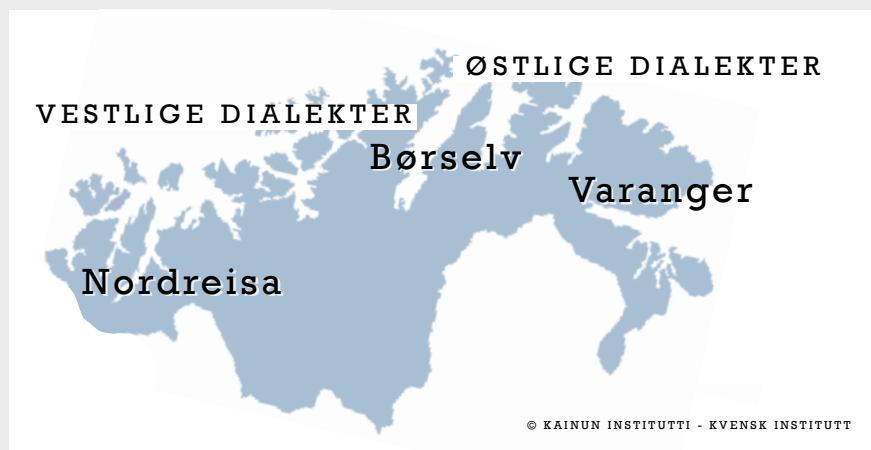 ØSTLIGE DIALEKTER
VESTLIGE DIALEKTER
Børselv
Varanger
Nordreisa
© KAINUN INSTITUTTI - KVENSK INSTITUTT